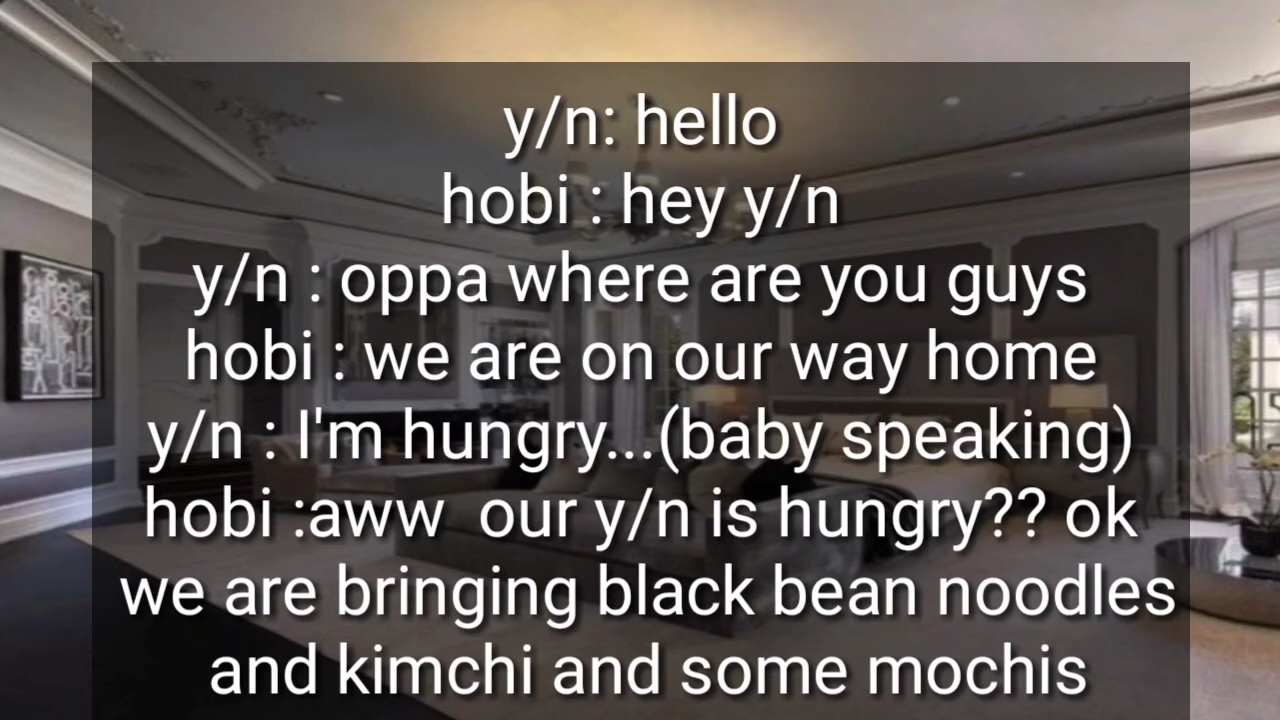 y/n: hello
hobi : hey y/n
y/n : oppa where are you guys
hobi : we are on our way home
y/n : I'm hungry...(baby speaking)
hobi :aww  our y/n is hungry?? ok
we are bringing black bean noodles
and kimchi and some mochis